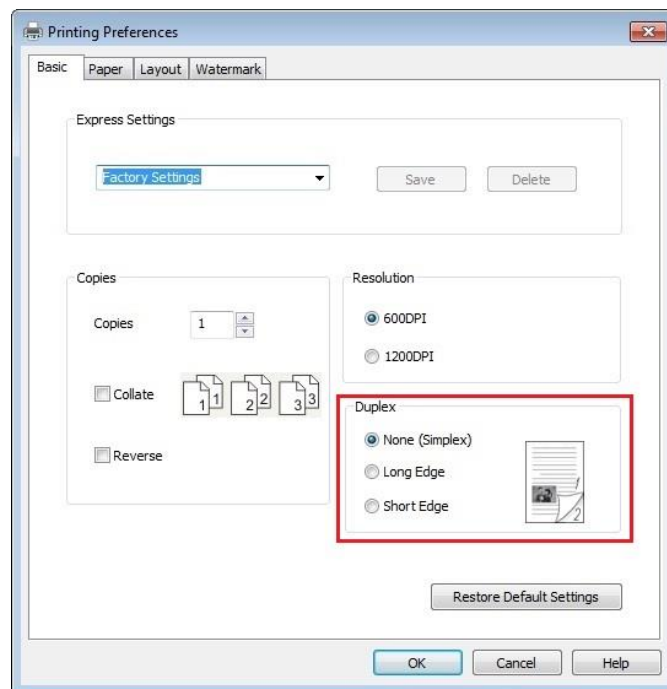 Printing Preferences
Basic Paper Layout Watermark
Express Settings
Factory Settings Save Delete
Copies
Copies 1
Collate 1 1 2 2 3 3
Reverse
Resolution
600DPI
1200DPI
Duplex
None (Simplex)
Long Edge
Short Edge
1
2
Restore Default Settings
OK Cancel Help